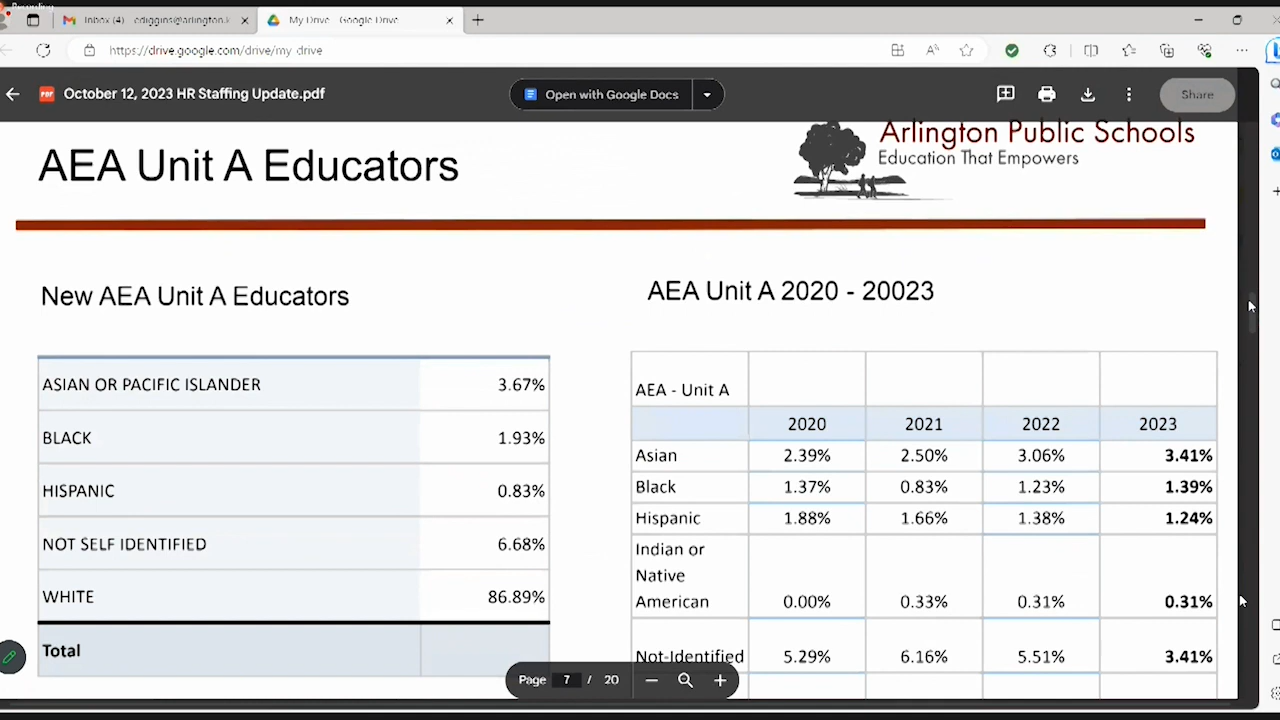 Recording
Inbox (4) - ediggins@arlington.k
My Drive - Google Drive
https://drive.google.com/drive/my-drive
October 12, 2023 HR Staffing Update.pdf
Open with Google Docs
Share
AEA Unit A Educators
Arlington Public Schools
Education That Empowers
New AEA Unit A Educators
ASIAN OR PACIFIC ISLANDER 3.67%
BLACK 1.93%
HISPANIC 0.83%
NOT SELF IDENTIFIED 6.68%
WHITE 86.89%
Total
AEA Unit A 2020 - 20023
AEA - Unit A
2020 2021 2022 2023
Asian 2.39% 2.50% 3.06% 3.41%
Black 1.37% 0.83% 1.23% 1.39%
Hispanic 1.88% 1.66% 1.38% 1.24%
Indian or
Native
American 0.00% 0.33% 0.31% 0.31%
Not-Identified 5.29% 6.16% 5.51% 3.41%
Page 7 / 20